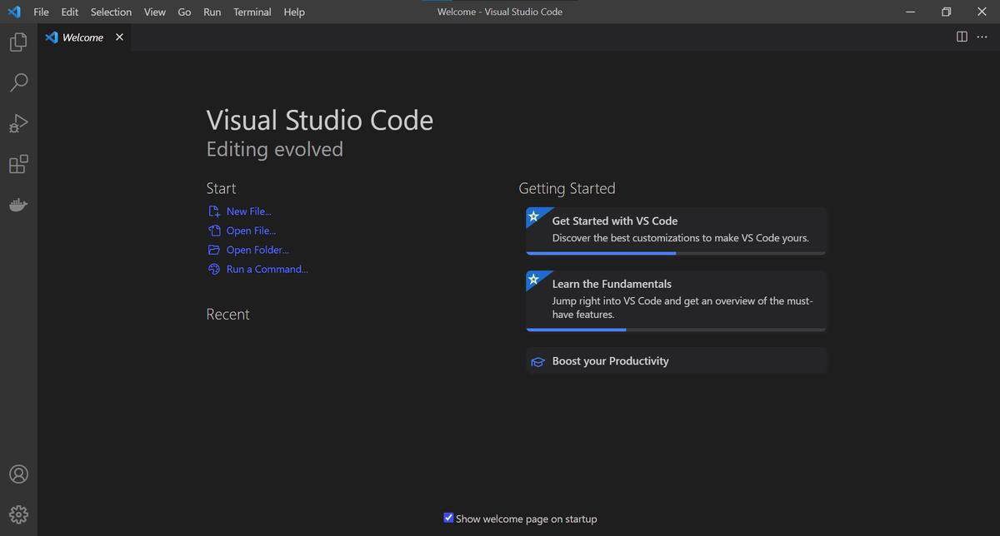 File Edit Selection View Go Run Terminal Help
Welcome - Visual Studio Code
Welcome
Visual Studio Code
Editing evolved
Start
New File...
Open File...
Open Folder...
Run a Command...
Recent
Getting Started
Get Started with VS Code
Discover the best customizations to make VS Code yours.
Learn the Fundamentals
Jump right into VS Code and get an overview of the must-
have features.
Boost your Productivity
Show welcome page on startup